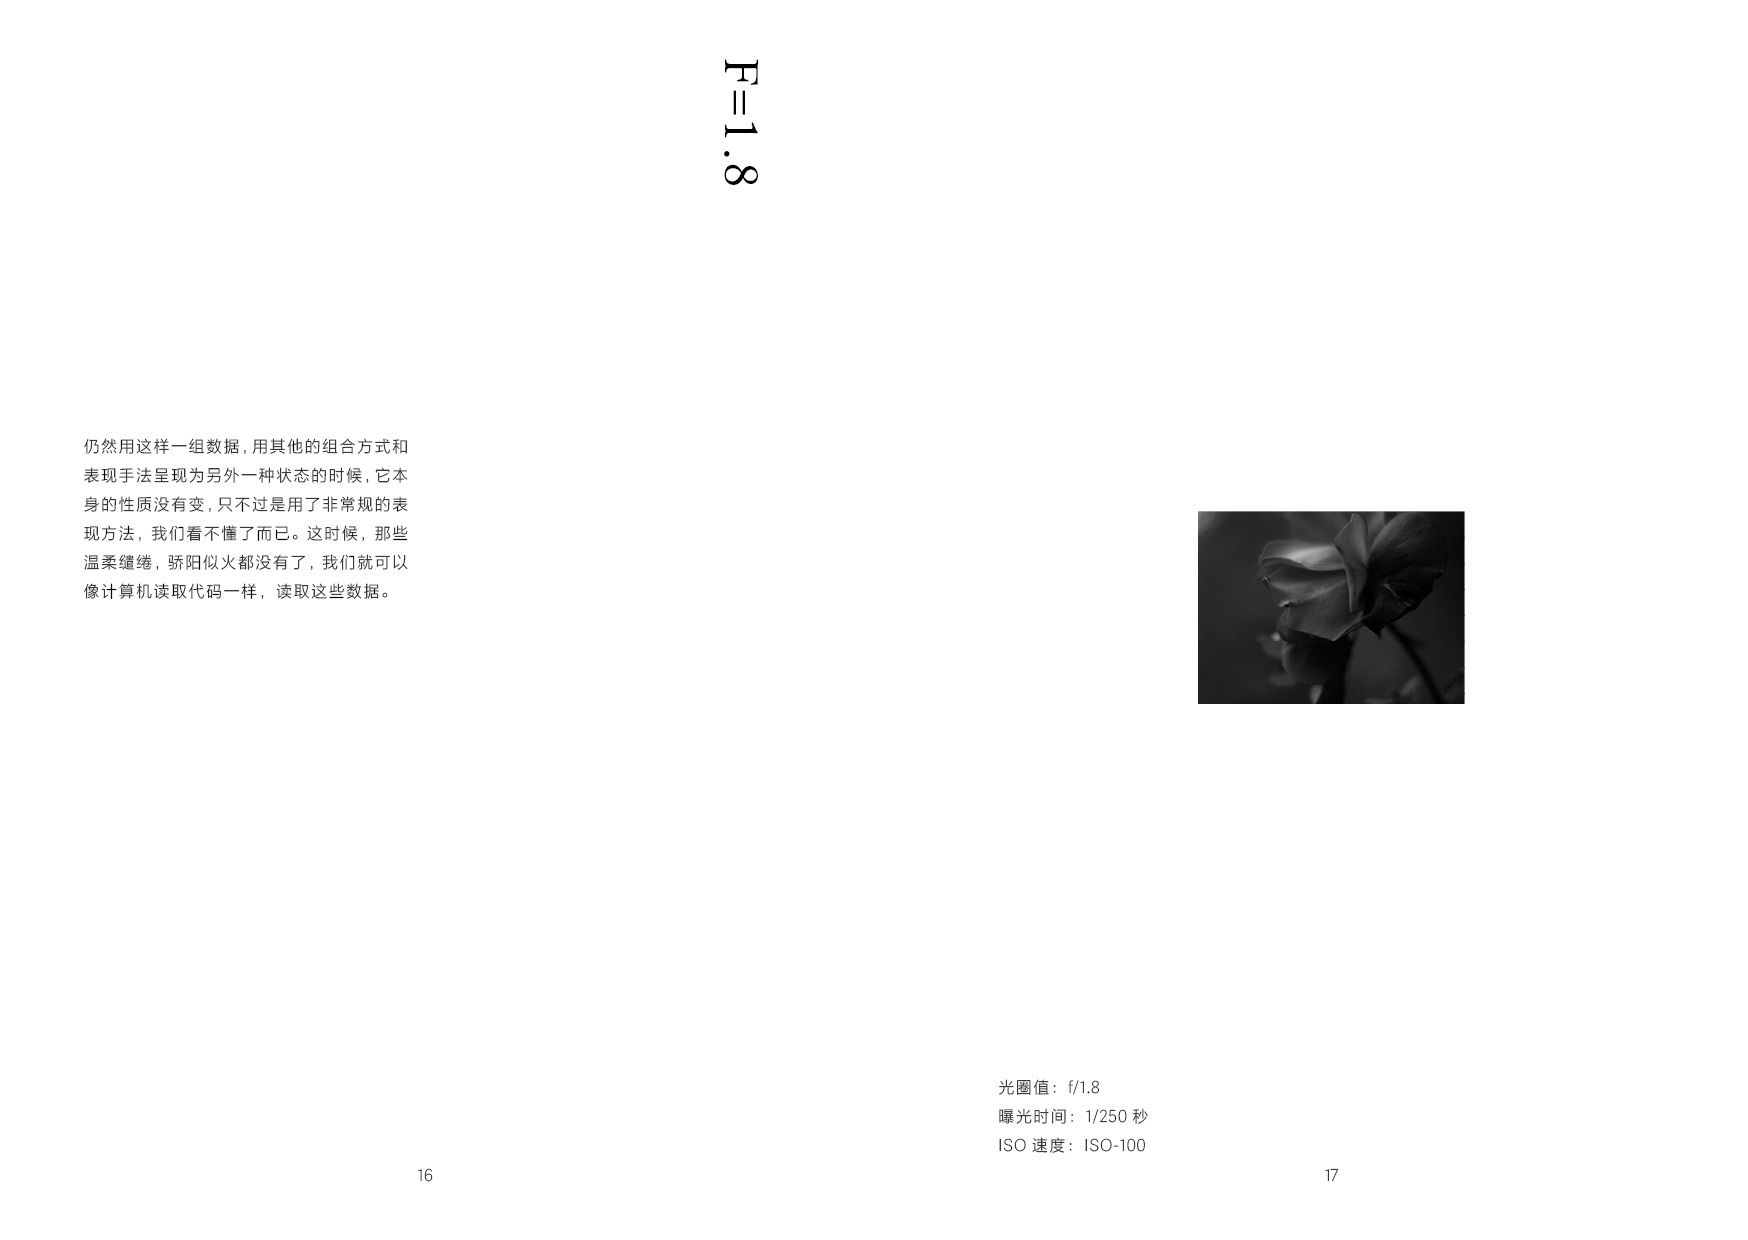 F=1.8
仍然用这样一组数据，用其他的组合方式和
表现手法呈现为另外一种状态的时候，它本
身的性质没有变，只不过是用了非常规的表
现方法，我们看不懂了而已。这时候，那些
温柔缱绻，骄阳似火都没有了，我们就可以
像计算机读取代码一样，读取这些数据。
16
光圈值：f/1.8
曝光时间：1/250 秒
ISO 速度：ISO-100
17